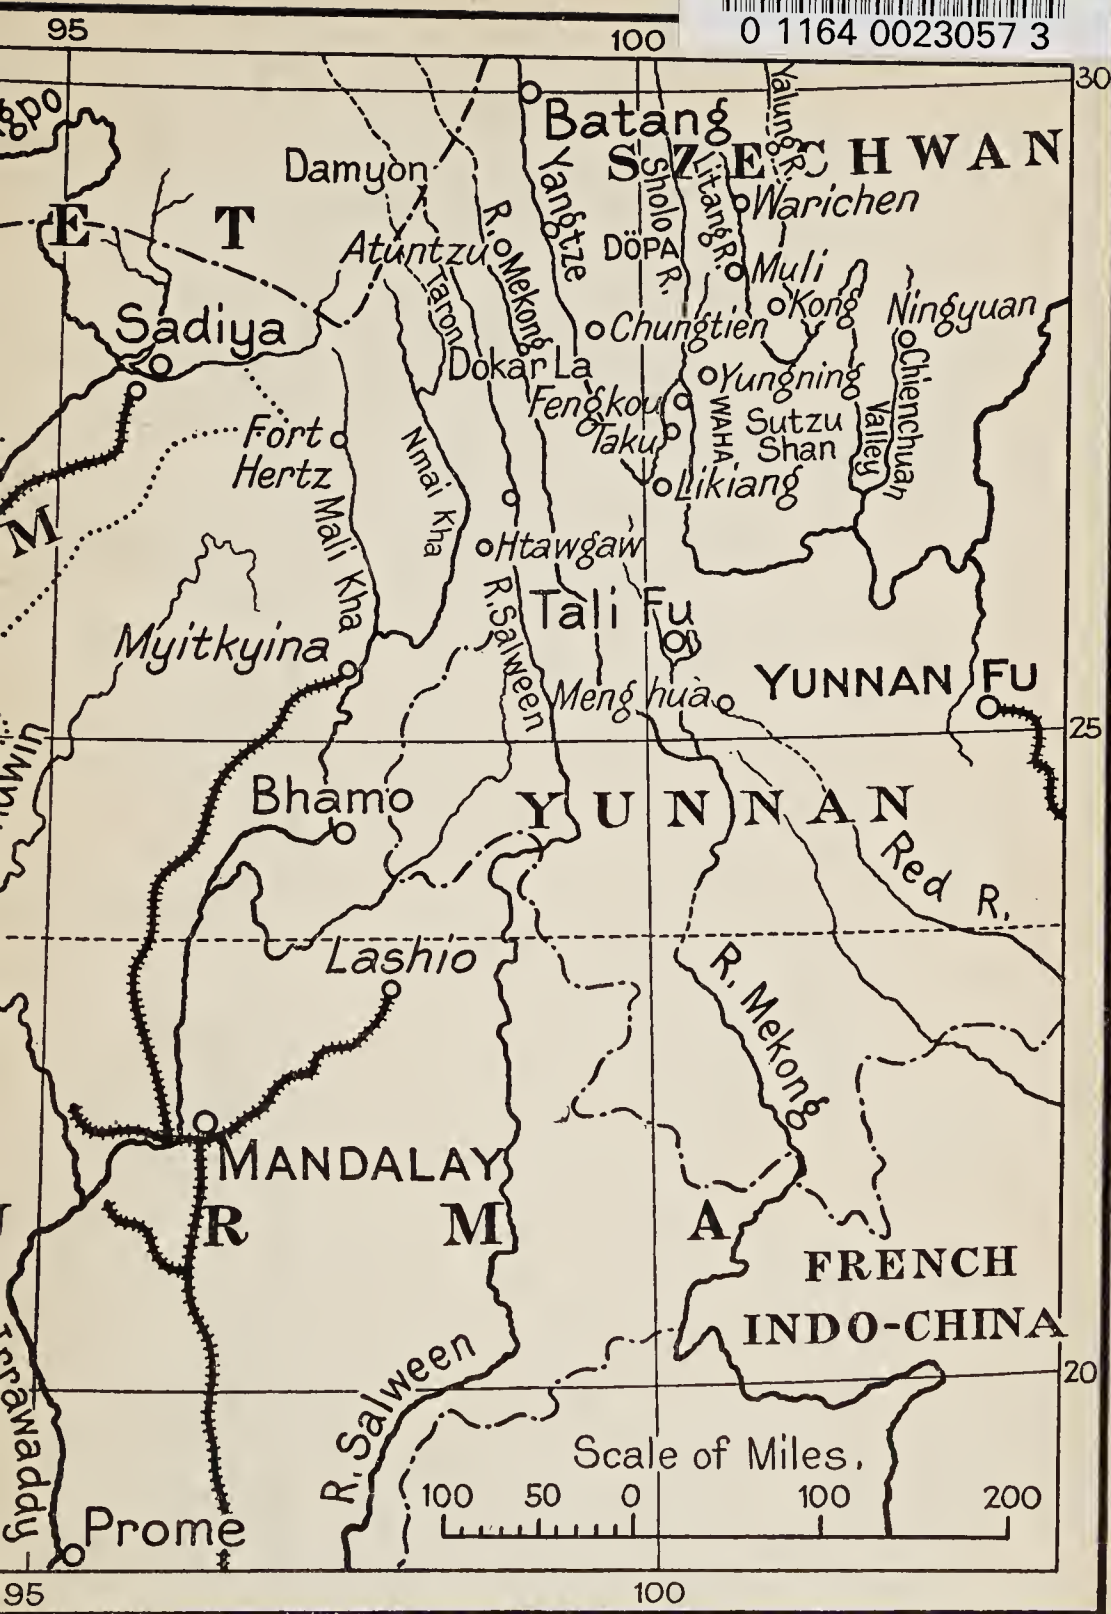 0 1164 0023057 3
95
100
30
gpo
Batang
Yalung R.
SZECHWAN
Damyon
Yangtze
Sholo R.
Litang R.
Warichen
ET
R. Mekong
DÖPA
Atuntzu
Muli
Taron
Kong
Ningyuan
Sadiya
Chungtien
Dokar La
Yungning
Fengkou
WAHA
Sutzu
Shan
Chienchuan
Valley
Taku
Fort
Hertz
Nmai Kha
Likiang
M
Mali Kha
Htawgaw
R. Salween
Tali Fu
Myitkyina
YUNNAN FU
Meng hua
25
Bhamo
YUNNAN
Red R.
Lashio
R. Mekong
MANDALAY
R M A
FRENCH
INDO-CHINA
20
R. Salween
Irrawaddy
Scale of Miles.
100 50 0 100 200
Prome
95
100